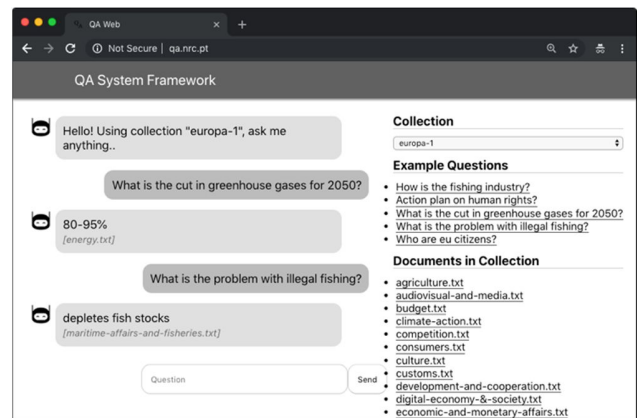 QA Web
Not Secure | qa.nrc.pt
QA System Framework
Hello! Using collection "europa-1", ask me
anything..
What is the cut in greenhouse gases for 2050?
80-95%
[energy.txt]
What is the problem with illegal fishing?
depletes fish stocks
[maritime-affairs-and-fisheries.txt]
Question
Send
Collection
europa-1
Example Questions
How is the fishing industry?
Action plan on human rights?
What is the cut in greenhouse gases for 2050?
What is the problem with illegal fishing?
Who are eu citizens?
Documents in Collection
agriculture.txt
audiovisual-and-media.txt
budget.txt
climate-action.txt
competition.txt
consumers.txt
culture.txt
customs.txt
development-and-cooperation.txt
digital-economy-&-society.txt
economic-and-monetary-affairs.txt